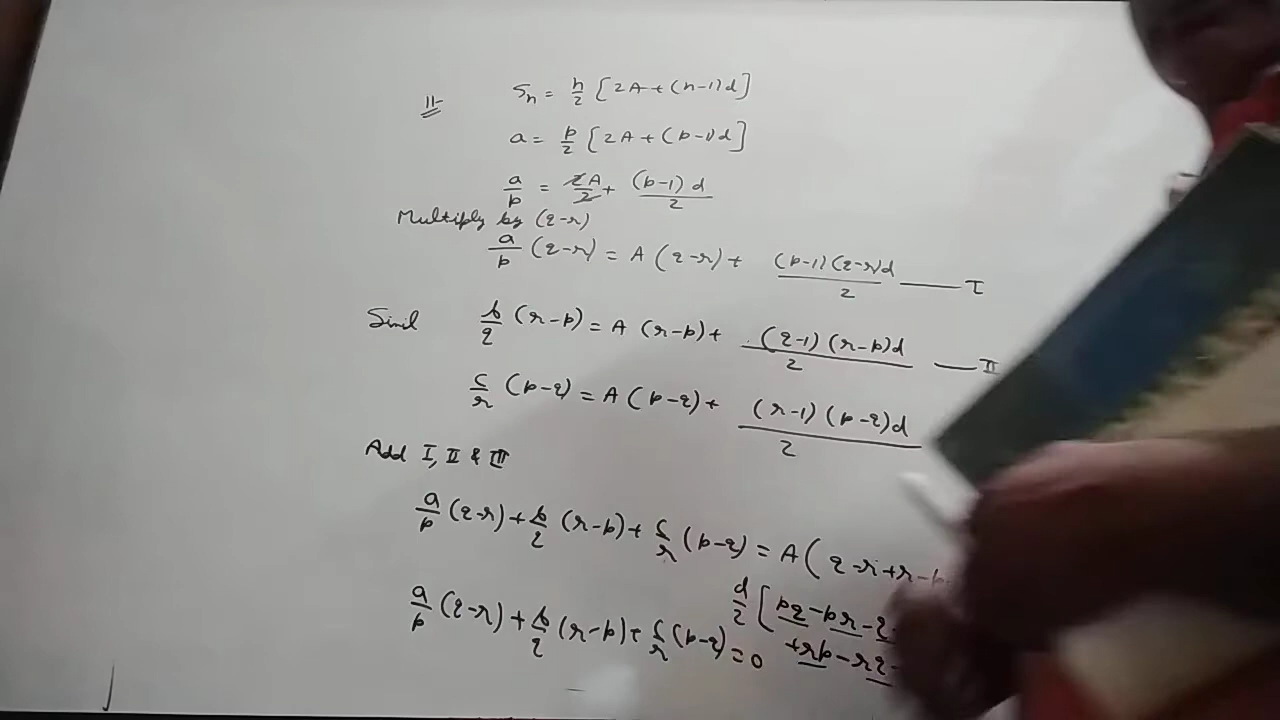 11- Sn = n/2 [2A + (n-1)d]
a = p/2 [2A + (p-1)d]
a/p = 2A/2 + (p-1)d/2
Multiply by (q-r)
a/p (q-r) = A (q-r) + (p-1)(q-r)d/2 —— I
Simil b/q (r-p) = A (r-p) + (q-1)(r-p)d/2 —— II
c/r (p-q) = A (p-q) + (r-1)(p-q)d/2
Add I, II & III
a/p (q-r) + b/q (r-p) + c/r (p-q) = A ( q-r+r-p
d/2 [pq-pr-q
+rp-rq-
a/p (q-r) + b/q (r-p) + c/r (p-q) = 0